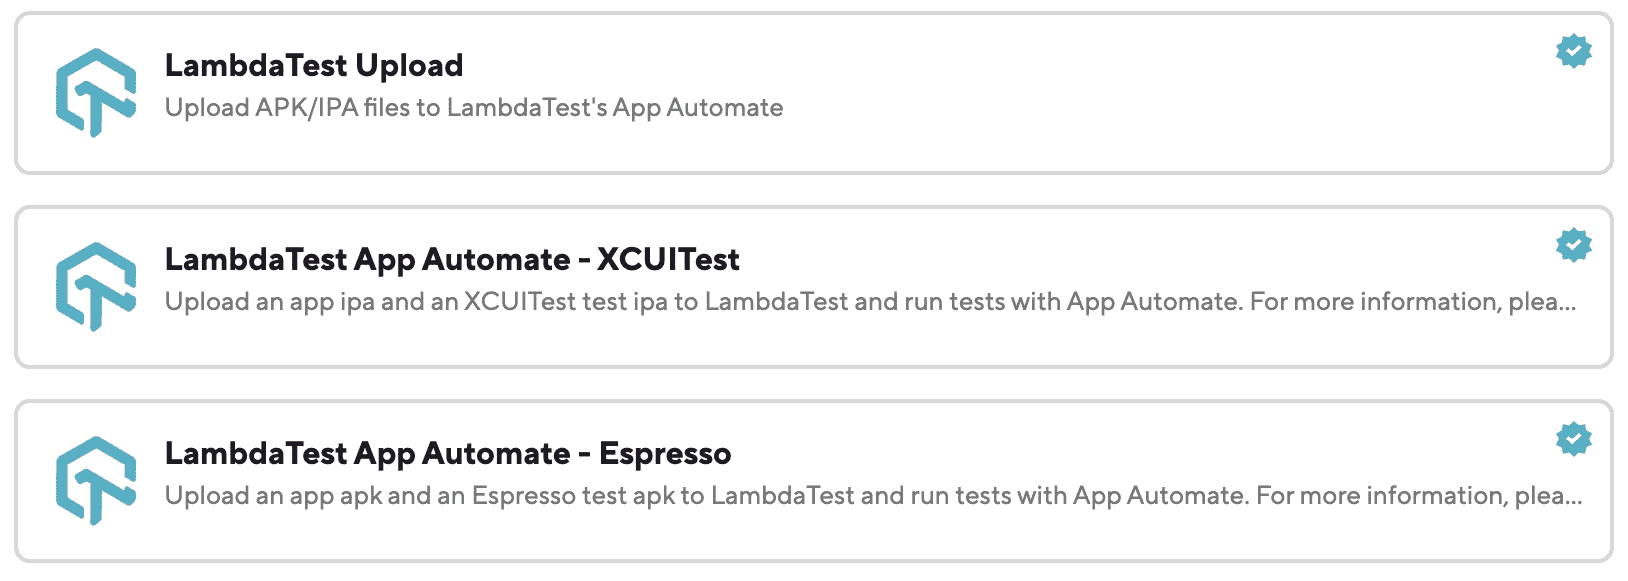 LambdaTest Upload
Upload APK/IPA files to LambdaTest's App Automate
LambdaTest App Automate - XCUITest
Upload an app ipa and an XCUITest test ipa to LambdaTest and run tests with App Automate. For more information, plea...
LambdaTest App Automate - Espresso
Upload an app apk and an Espresso test apk to LambdaTest and run tests with App Automate. For more information, plea...